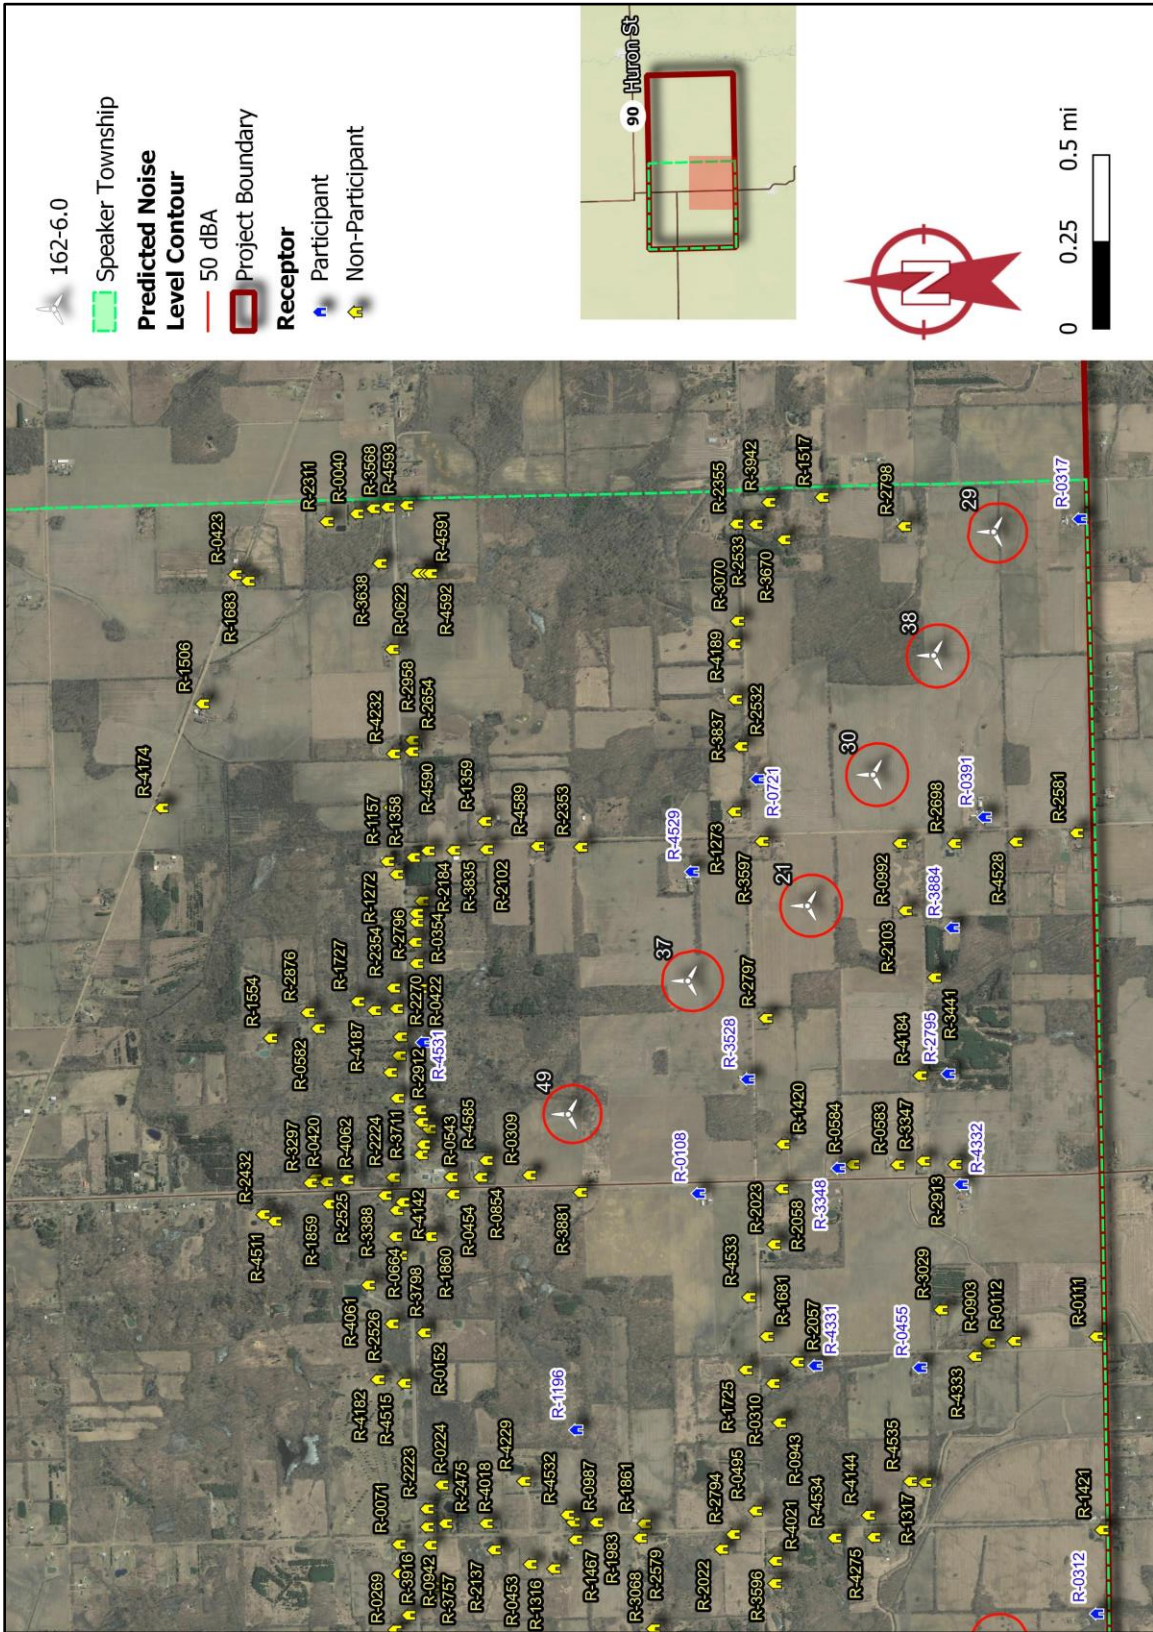 162-6.0
Speaker Township
Predicted Noise
Level Contour
50 dBA
Project Boundary
Receptor
Participant
Non-Participant
90
Huron St
N
0
0.25
0.5 mi
R-2311
R-0040
R-3568
R-4593
R-0423
R-1683
R-3638
R-0622
R-4591
R-4592
R-1506
R-4174
R-4232
R-2958
R-2654
R-4590
R-1359
R-4589
R-2353
R-1157
R-1358
R-1272
R-2184
R-3835
R-2102
R-2796
R-0354
R-2354
R-1727
R-2876
R-1554
R-0582
R-4187
R-2270
R-0422
R-4531
R-2912
R-3297
R-0420
R-4062
R-2224
R-3711
R-0543
R-4585
R-0309
R-2432
R-4511
R-1859
R-2525
R-3388
R-4142
R-0454
R-0854
R-3881
R-0664
R-3798
R-1860
R-4061
R-2526
R-0152
R-4182
R-4515
R-1196
R-2223
R-0224
R-2475
R-4018
R-4229
R-4532
R-0987
R-1861
R-0071
R-0269
R-3916
R-0942
R-3757
R-2137
R-0453
R-1316
R-1467
R-1983
R-3068
R-2579
R-2355
R-3942
R-1517
R-2798
R-3070
R-2533
R-3670
R-4189
R-3837
R-2532
R-0721
R-4529
R-1273
R-3597
R-0317
29
38
30
21
37
49
R-2698
R-0391
R-2581
R-0992
R-3884
R-4528
R-2103
R-2797
R-3528
R-4184
R-2795
R-3441
R-1420
R-0584
R-0583
R-3347
R-4332
R-0108
R-2023
R-2058
R-3348
R-2913
R-4533
R-1681
R-2057
R-4331
R-3029
R-0455
R-0903
R-0112
R-0111
R-4333
R-1725
R-0310
R-2794
R-0495
R-0943
R-4534
R-4144
R-4535
R-2022
R-3596
R-4021
R-4275
R-1317
R-1421
R-0312